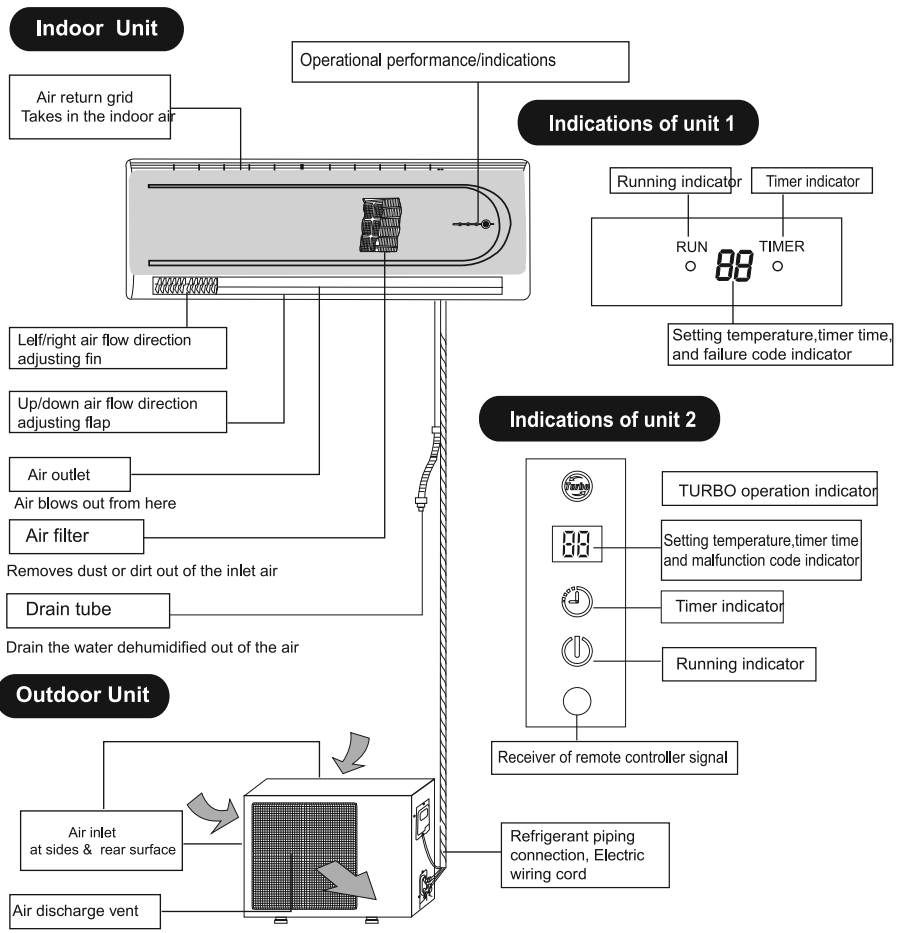 Indoor Unit
Operational performance/indications
Air return grid
Takes in the indoor air
Indications of unit 1
Running indicator
Timer indicator
RUN
88
TIMER
Setting temperature,timer time,
and failure code indicator
Lelf/right air flow direction
adjusting fin
Up/down air flow direction
adjusting flap
Air outlet
Air blows out from here
Air filter
Removes dust or dirt out of the inlet air
Drain tube
Drain the water dehumidified out of the air
Indications of unit 2
Turbo
TURBO operation indicator
88
Setting temperature,timer time
and malfunction code indicator
Timer indicator
Running indicator
Receiver of remote controller signal
Outdoor Unit
Air inlet
at sides & rear surface
Air discharge vent
Refrigerant piping
connection, Electric
wiring cord